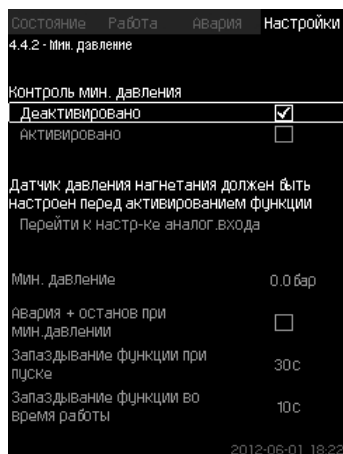 Состояние Работа Авария Настройки
4.4.2 - Мин. давление
Контроль мин. давления
Деактивировано
Активировано
Датчик давления нагнетания должен быть
настроен перед активированием функции
Перейти к настр-ке аналог.входа
Мин. давление 0.0 бар
Авария + останов при
мин.давлении
Запаздывание функции при
пуске 30с
Запаздывание функции во
время работы 10с
2012-06-01 18:22